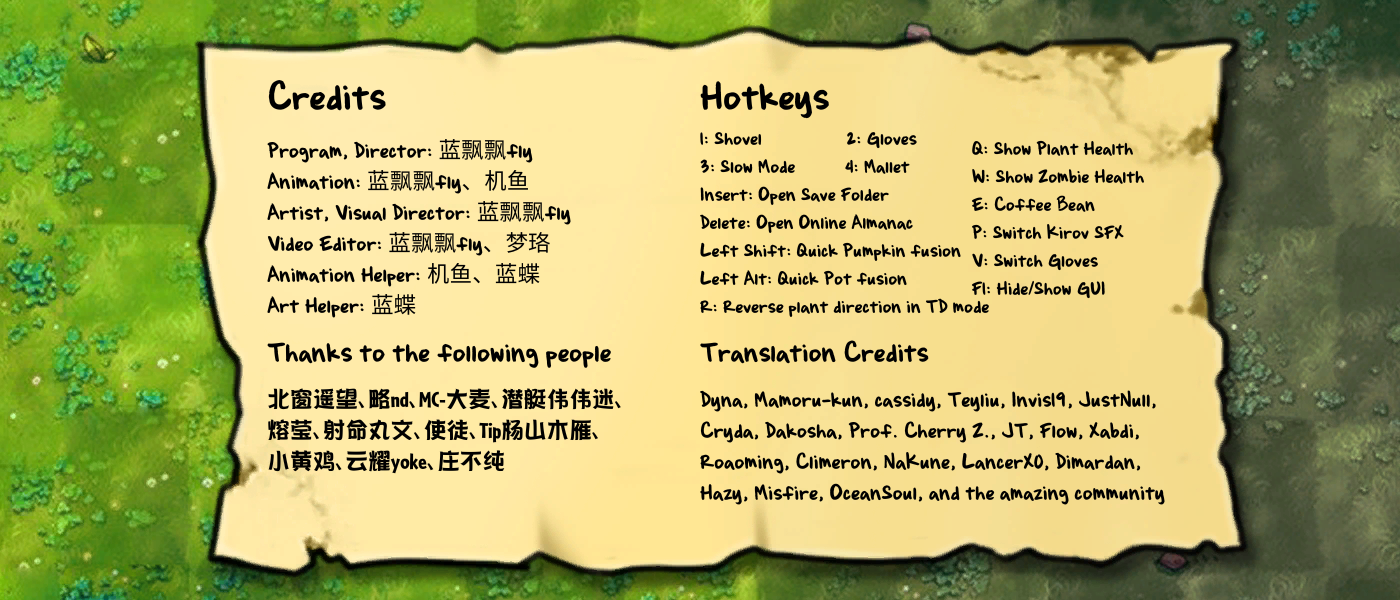 Credits
Program, Director: 蓝飘飘fly
Animation: 蓝飘飘fly、机鱼
Artist, Visual Director: 蓝飘飘fly
Video Editor: 蓝飘飘fly、梦珞
Animation Helper: 机鱼、蓝蝶
Art Helper: 蓝蝶
Thanks to the following people
北窗遥望、略nd、MC-大麦、潜艇伟伟迷、
熔莹、射命丸文、使徒、Tip杨山木雁、
小黄鸡、云耀yoke、庄不纯
Hotkeys
1: Shovel 2: Gloves
3: Slow Mode 4: Mallet
Insert: Open Save Folder
Delete: Open Online Almanac
Left Shift: Quick Pumpkin fusion
Left Alt: Quick Pot fusion
R: Reverse plant direction in TD mode
Q: Show Plant Health
W: Show Zombie Health
E: Coffee Bean
P: Switch Kirov SFX
V: Switch Gloves
F1: Hide/Show GUI
Translation Credits
Dyna, Mamoru-kun, cassidy, Teyliu, Invis19, JustNull,
Cryda, Dakosha, Prof. Cherry Z., JT, Flow, Xabdi,
Roaoming, Climeron, NaKune, LancerXO, Dimardan,
Hazy, Misfire, OceanSoul, and the amazing community